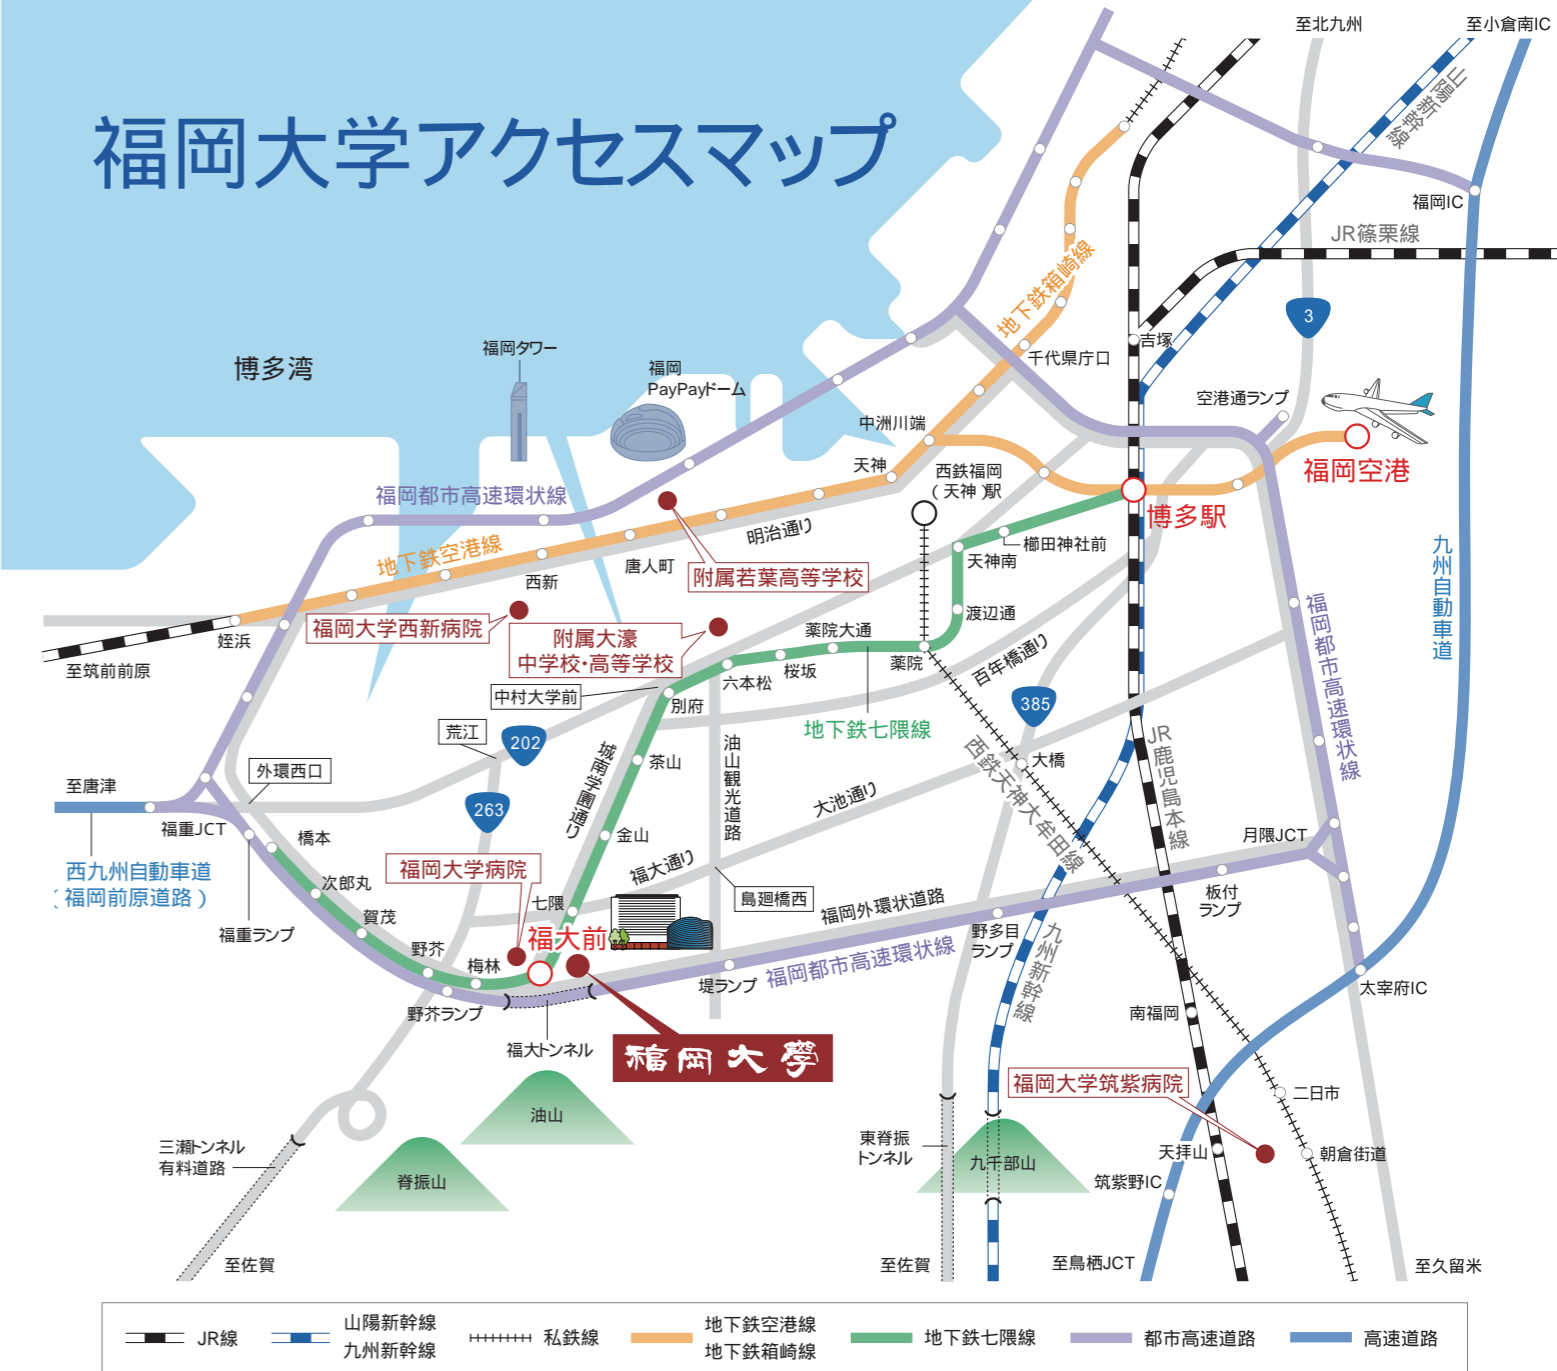 福岡大学アクセスマップ
至北九州
至小倉南IC
山陽新幹線
福岡IC
JR篠栗線
3
地下鉄箱崎線
千代県庁口
吉塚
空港通ランプ
福岡空港
博多湾
福岡タワー
福岡
PayPayドーム
中洲川端
天神
西鉄福岡
(天神)駅
博多駅
櫛田神社前
天神南
渡辺通
福岡都市高速環状線
地下鉄空港線
明治通り
西新
唐人町
附属若葉高等学校
福岡大学西新病院
附属大濠
中学校・高等学校
姪浜
至筑前前原
中村大学前
別府
六本松
桜坂
薬院大通
薬院
地下鉄七隈線
百年橋通り
385
九州自動車道
福岡都市高速環状線
荒江
202
外環西口
263
至唐津
福重JCT
西九州自動車道
(福岡前原道路)
福重ランプ
橋本
次郎丸
賀茂
野芥
梅林
野芥ランプ
城南学園通り
茶山
金山
七隈
油山観光道路
大池通り
福大通り
島廻橋西
大橋
西鉄天神大牟田線
JR鹿児島本線
月隈JCT
板付
ランプ
福岡大学病院
福大前
福岡外環状道路
福岡都市高速環状線
堤ランプ
野多目
ランプ
九州新幹線
福大トンネル
福岡大學
南福岡
太宰府IC
福岡大学筑紫病院
二日市
朝倉街道
天拝山
筑紫野IC
東脊振
トンネル
九千部山
油山
脊振山
三瀬トンネル
有料道路
至佐賀
至佐賀
至鳥栖JCT
至久留米
JR線
山陽新幹線
九州新幹線
私鉄線
地下鉄空港線
地下鉄箱崎線
地下鉄七隈線
都市高速道路
高速道路